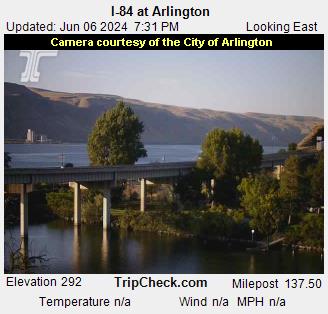 I-84 at Arlington
Updated: Jun 06 2024 7:31 PM Looking East
Camera courtesy of the City of Arlington
Elevation 292 TripCheck.com Milepost 137.50
Temperature n/a Wind n/a MPH n/a